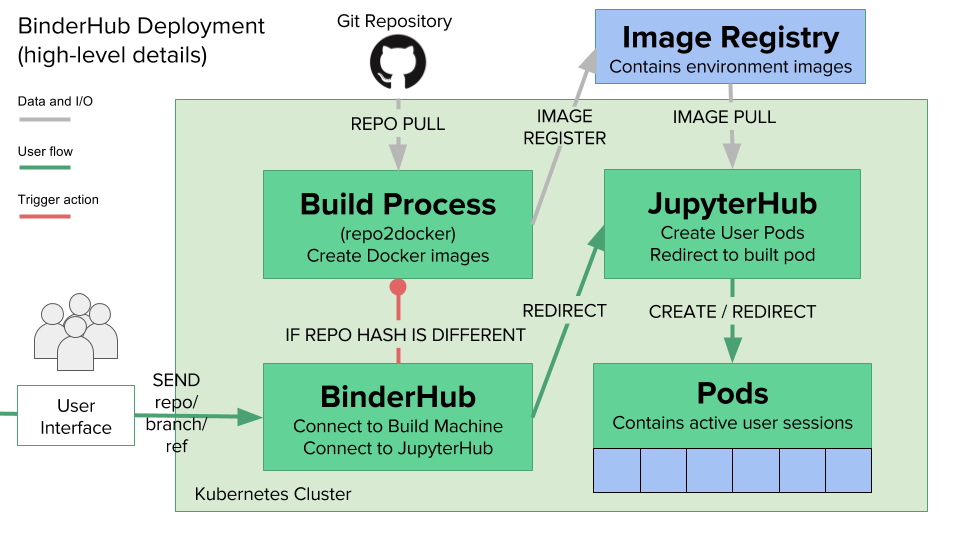 BinderHub Deployment
(high-level details)
Data and I/O
User flow
Trigger action
Git Repository
Image Registry
Contains environment images
REPO PULL
IMAGE
REGISTER
IMAGE PULL
Build Process
(repo2docker)
Create Docker images
JupyterHub
Create User Pods
Redirect to built pod
IF REPO HASH IS DIFFERENT
REDIRECT
CREATE / REDIRECT
User
Interface
SEND
repo/
branch/
ref
BinderHub
Connect to Build Machine
Connect to JupyterHub
Pods
Contains active user sessions
Kubernetes Cluster